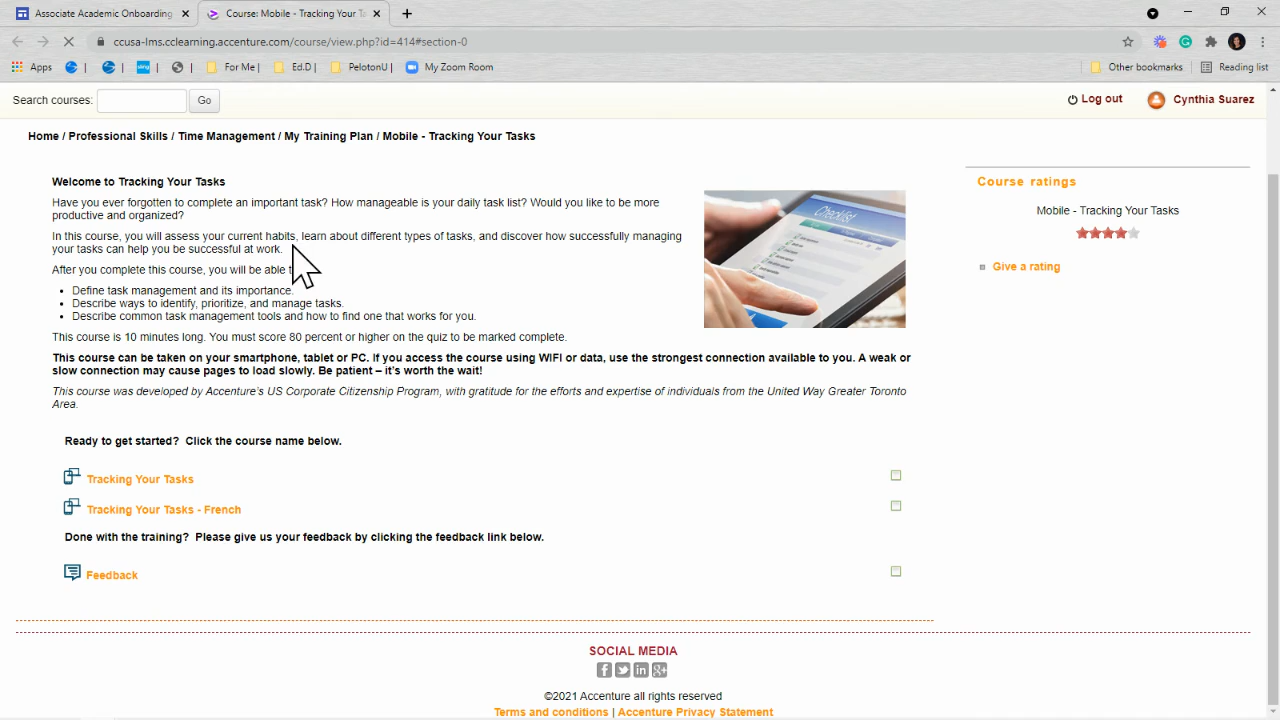 Associate Academic Onboarding
Course: Mobile - Tracking Your Ta
ccusa-lms.cclearning.accenture.com/course/view.php?id=414#section-0
Apps | | sling | | For Me | Ed.D | PelotonU | My Zoom Room Other bookmarks Reading list
Search courses: Go Log out Cynthia Suarez
Home / Professional Skills / Time Management / My Training Plan / Mobile - Tracking Your Tasks
Welcome to Tracking Your Tasks
Have you ever forgotten to complete an important task? How manageable is your daily task list? Would you like to be more
productive and organized?
In this course, you will assess your current habits, learn about different types of tasks, and discover how successfully managing
your tasks can help you be successful at work.
After you complete this course, you will be able t
• Define task management and its importance.
• Describe ways to identify, prioritize, and manage tasks.
• Describe common task management tools and how to find one that works for you.
Checklist
This course is 10 minutes long. You must score 80 percent or higher on the quiz to be marked complete.
This course can be taken on your smartphone, tablet or PC. If you access the course using WIFI or data, use the strongest connection available to you. A weak or
slow connection may cause pages to load slowly. Be patient – it's worth the wait!
This course was developed by Accenture's US Corporate Citizenship Program, with gratitude for the efforts and expertise of individuals from the United Way Greater Toronto
Area.
Ready to get started? Click the course name below.
Tracking Your Tasks
Tracking Your Tasks - French
Done with the training? Please give us your feedback by clicking the feedback link below.
Feedback
Course ratings
Mobile - Tracking Your Tasks
Give a rating
SOCIAL MEDIA
©2021 Accenture all rights reserved
Terms and conditions | Accenture Privacy Statement